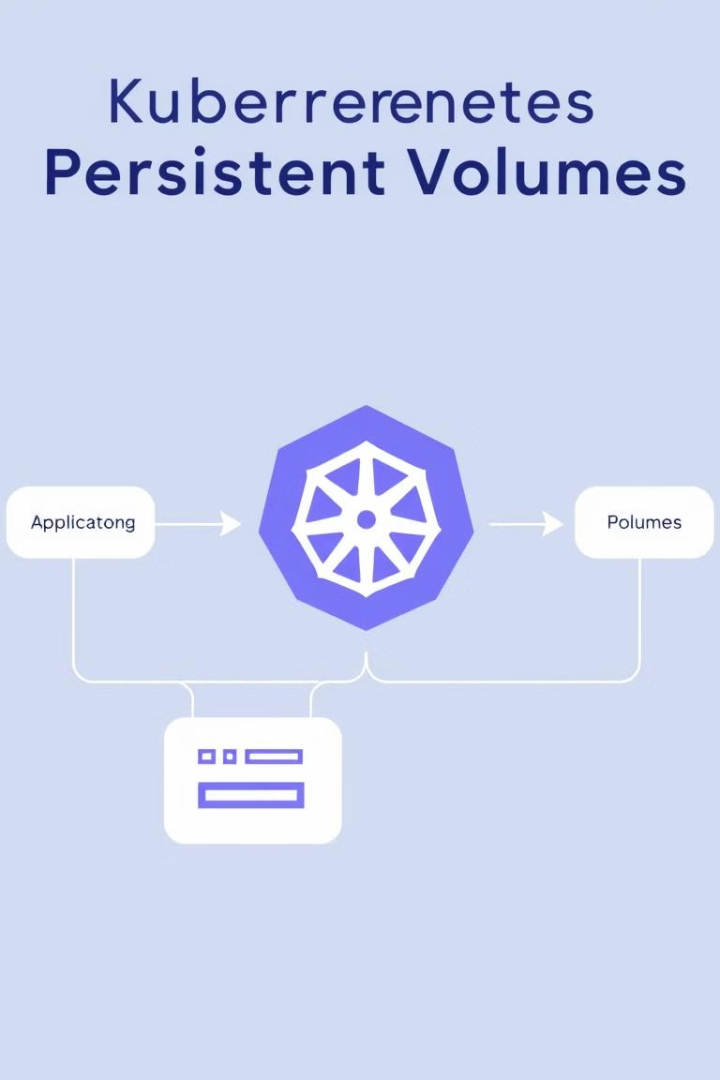 Kuberrerenetes
Persistent Volumes
Applicatong
Polumes